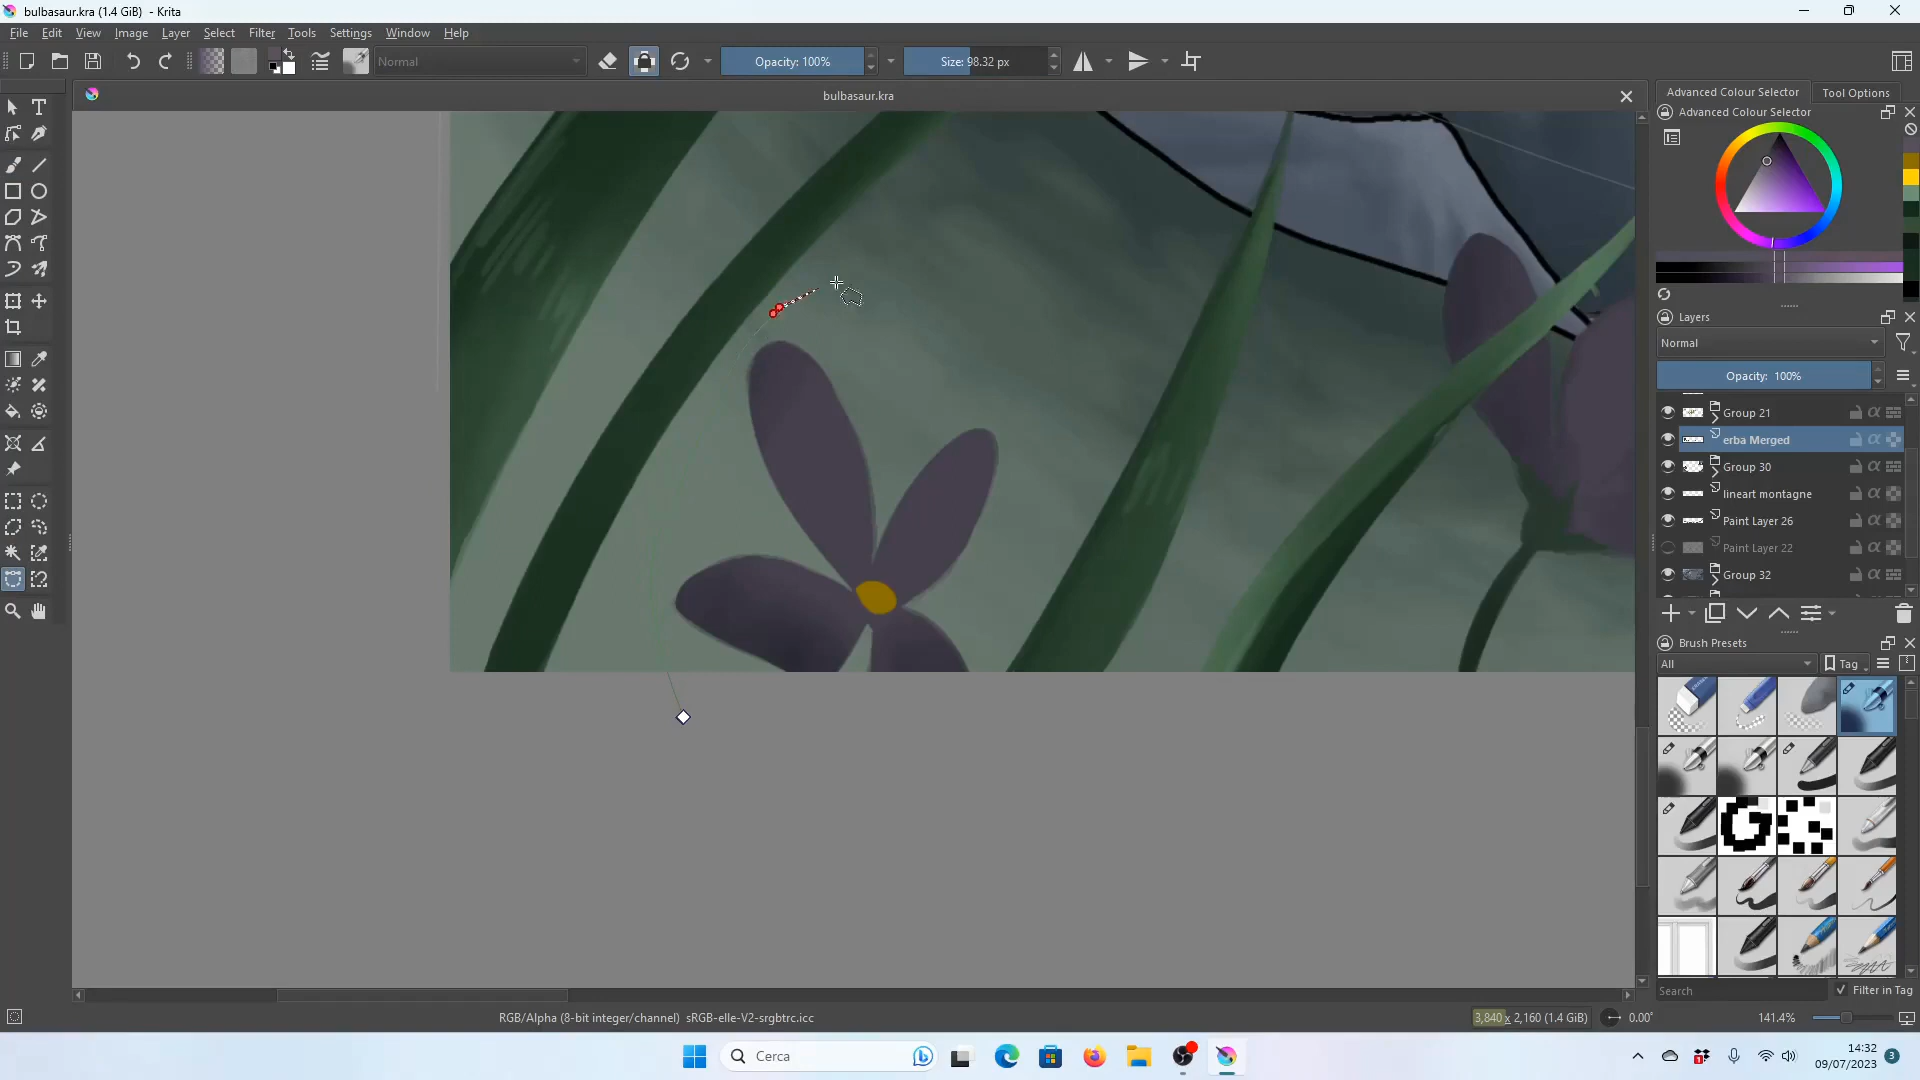 bulbasaur.kra (1.4 GiB) - Krita
File Edit View Image Layer Select Filter Tools Settings Window Help
Normal
Opacity: 100%
Size: 98.32 px
bulbasaur.kra
Advanced Colour Selector
Tool Options
Advanced Colour Selector
Layers
Normal
Opacity: 100%
Group 21
erba Merged
Group 30
lineart montagne
Paint Layer 26
Paint Layer 22
Group 32
Brush Presets
All
Tag
Search
Filter in Tag
RGB/Alpha (8-bit integer/channel) sRGB-elle-V2-srgbtrc.icc
3,840 x 2,160 (1.4 GiB)
0.00°
141.4%
Cerca
14:32
09/07/2023
3